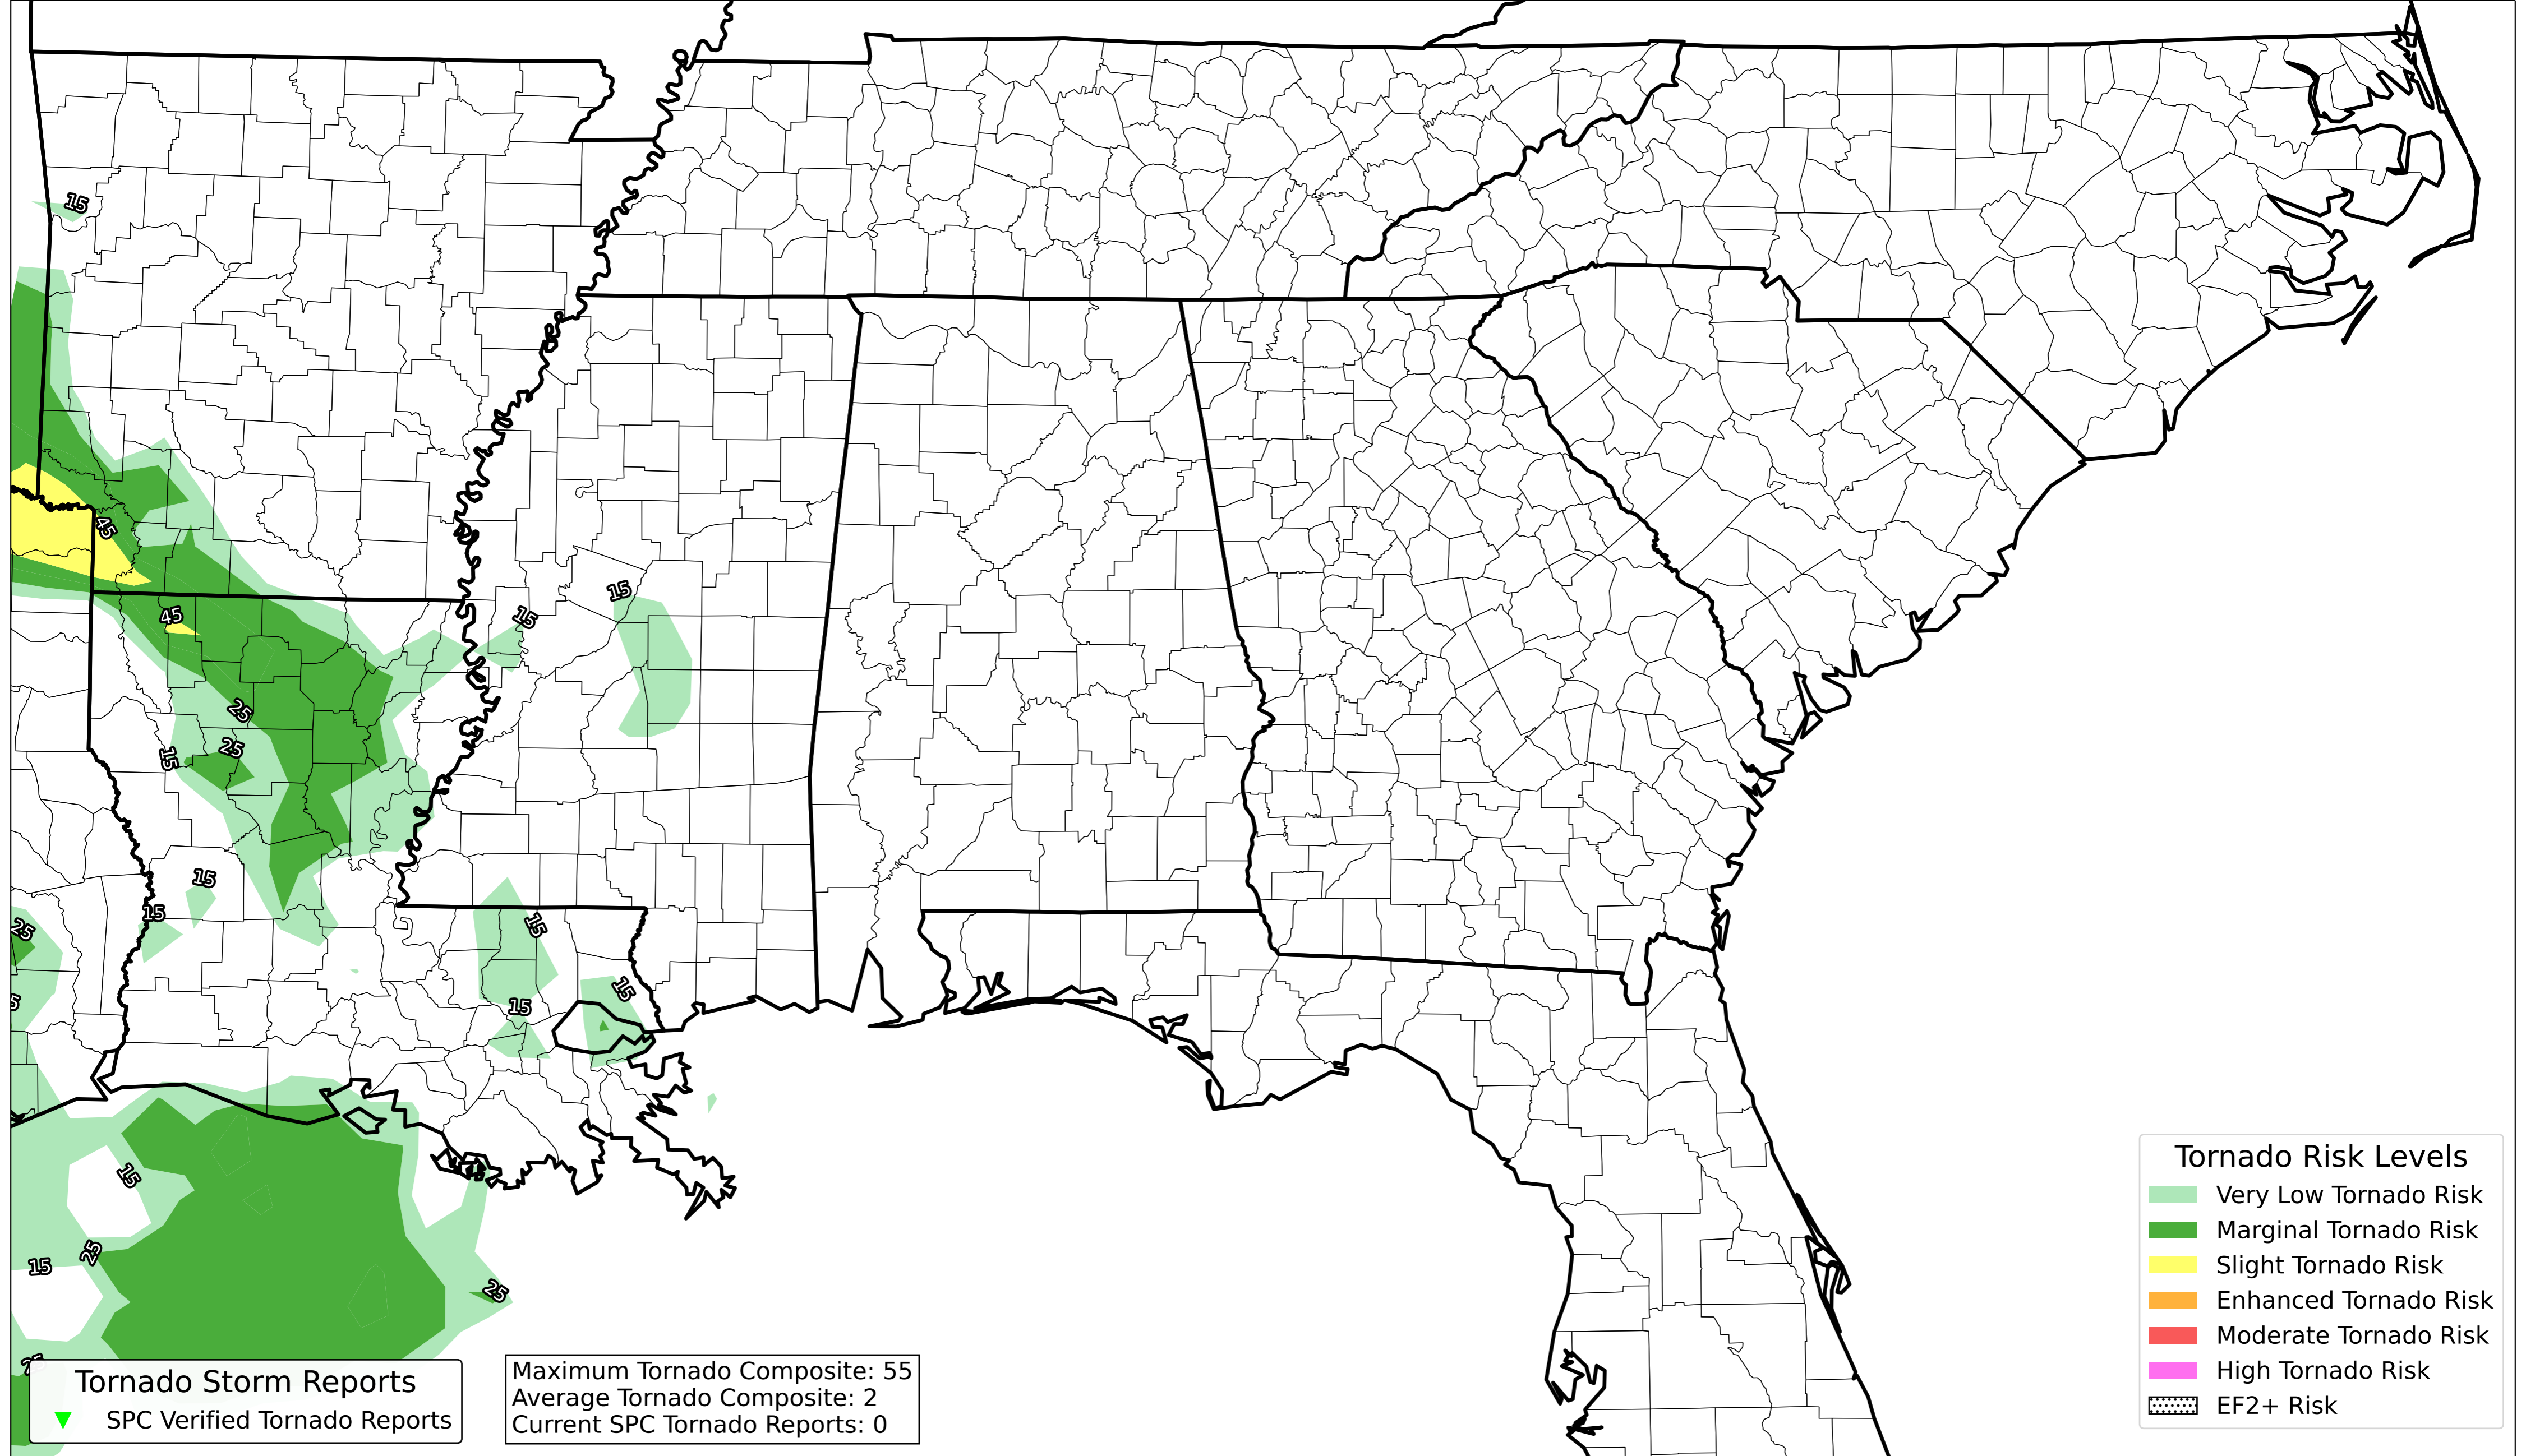 15
45
45
15
15
25
25
15
15
15
25
15
15
15
5
15
25
15
25
Tornado Storm Reports
SPC Verified Tornado Reports
Maximum Tornado Composite: 55
Average Tornado Composite: 2
Current SPC Tornado Reports: 0
Tornado Risk Levels
Very Low Tornado Risk
Marginal Tornado Risk
Slight Tornado Risk
Enhanced Tornado Risk
Moderate Tornado Risk
High Tornado Risk
EF2+ Risk